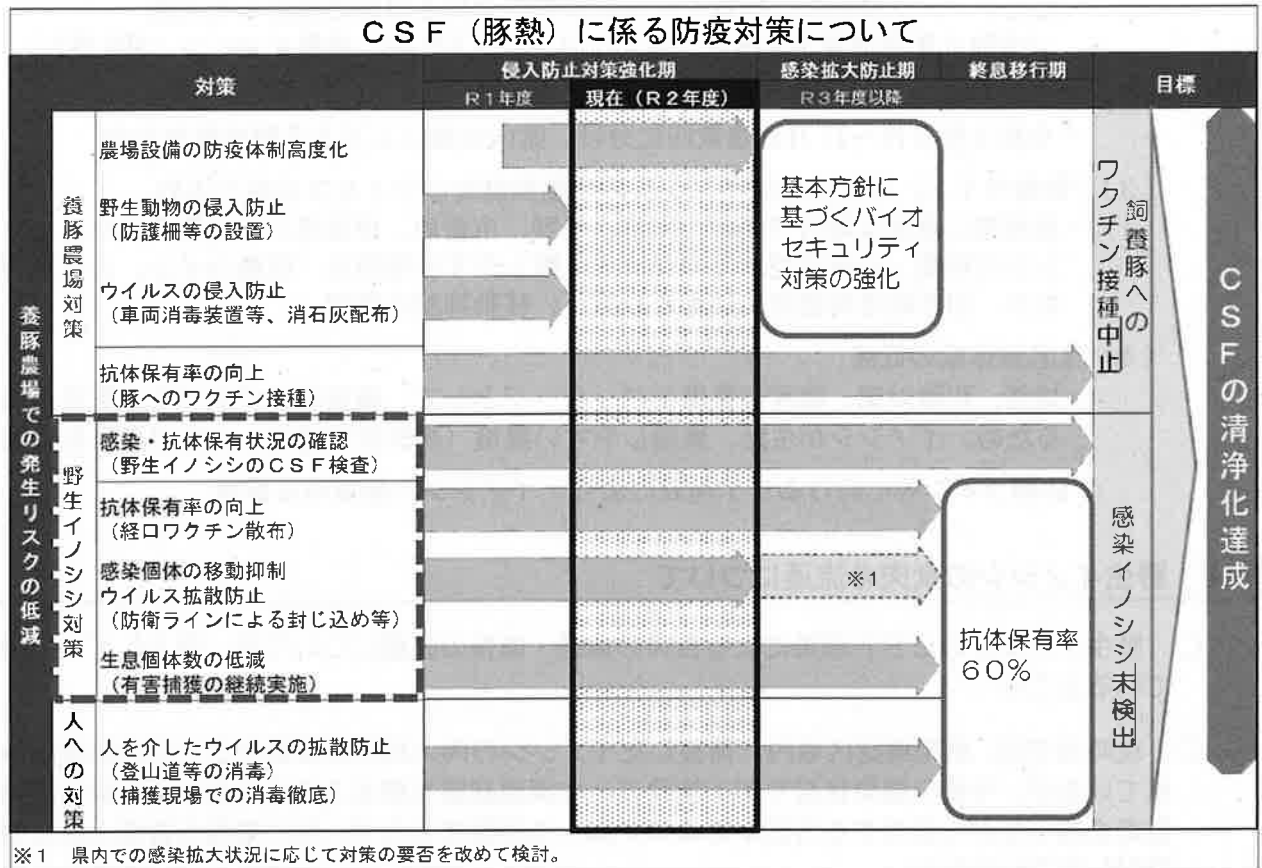 CSF（豚熱）に係る防疫対策について
対策
侵入防止対策強化期
感染拡大防止期
終息移行期
目標
R１年度
現在（R２年度）
R３年度以降
養豚農場での発生リスクの低減
養豚農場対策
農場設備の防疫体制高度化
野生動物の侵入防止
（防護柵等の設置）
ウイルスの侵入防止
（車両消毒装置等、消石灰配布）
抗体保有率の向上
（豚へのワクチン接種）
基本方針に
基づくバイオ
セキュリティ
対策の強化
野生イノシシ対策
感染・抗体保有状況の確認
（野生イノシシのCSF検査）
抗体保有率の向上
（経口ワクチン散布）
感染個体の移動抑制
ウイルス拡散防止
（防衛ラインによる封じ込め等）
※1
生息個体数の低減
（有害捕獲の継続実施）
抗体保有率
60％
人への対策
人を介したウイルスの拡散防止
（登山道等の消毒）
（捕獲現場での消毒徹底）
飼養豚への
ワクチン接種中止
感染イノシシ未検出
CSFの清浄化達成
※1　県内での感染拡大状況に応じて対策の要否を改めて検討。